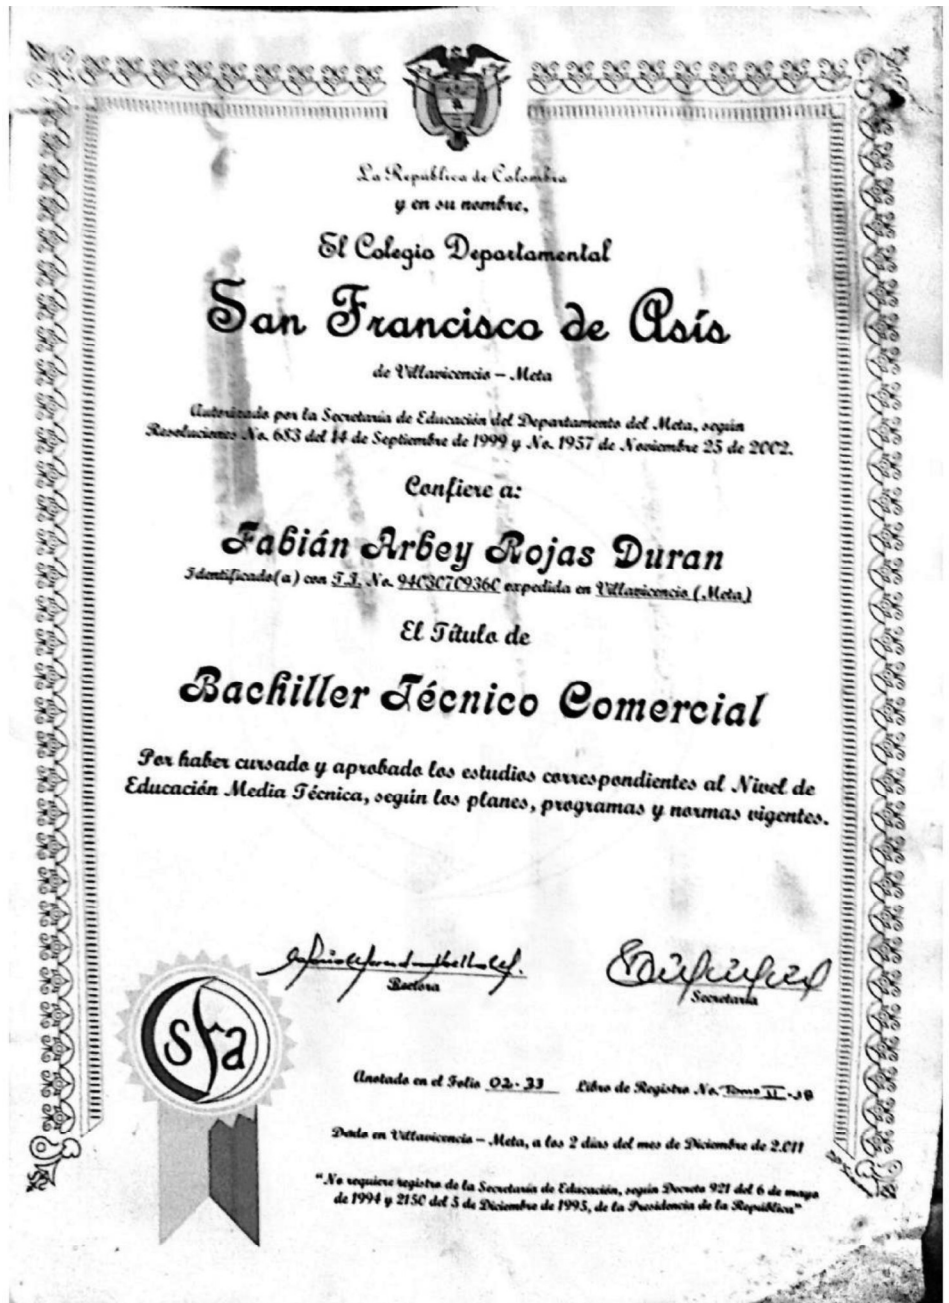 La República de Colombia
y en su nombre,
El Colegio Departamental
San Francisco de Asís
de Villavicencio – Meta
Autorizado por la Secretaría de Educación del Departamento del Meta, según
Resoluciones No. 683 del 14 de Septiembre de 1999 y No. 1957 de Noviembre 25 de 2002.
Confiere a:
Fabián Arbey Rojas Duran
Identificado(a) con T.I. No. 94030709360 expedida en Villavicencio (Meta)
El Título de
Bachiller Técnico Comercial
Por haber cursado y aprobado los estudios correspondientes al Nivel de
Educación Media Técnica, según los planes, programas y normas vigentes.
Rectora
Secretaria
sfa
Anotado en el Folio 02-33 Libro de Registro No. Tomo II
Dado en Villavicencio – Meta, a los 2 días del mes de Diciembre de 2.011
"No requiere registro de la Secretaría de Educación, según Decreto 921 del 6 de mayo
de 1994 y 2150 del 5 de Diciembre de 1995, de la Presidencia de la República"